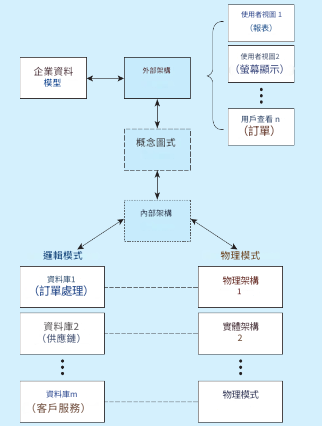 使用者視圖 1
（報表）
使用者視圖2
（螢幕顯示）
用戶查看 n
（訂單）
企業資料
模型
外部架構
概念圖式
內部架構
邏輯模式
物理模式
資料庫1
（訂單處理）
物理架構
1
資料庫2
（供應鏈）
實體架構
2
資料庫m
（客戶服務）
物理模式